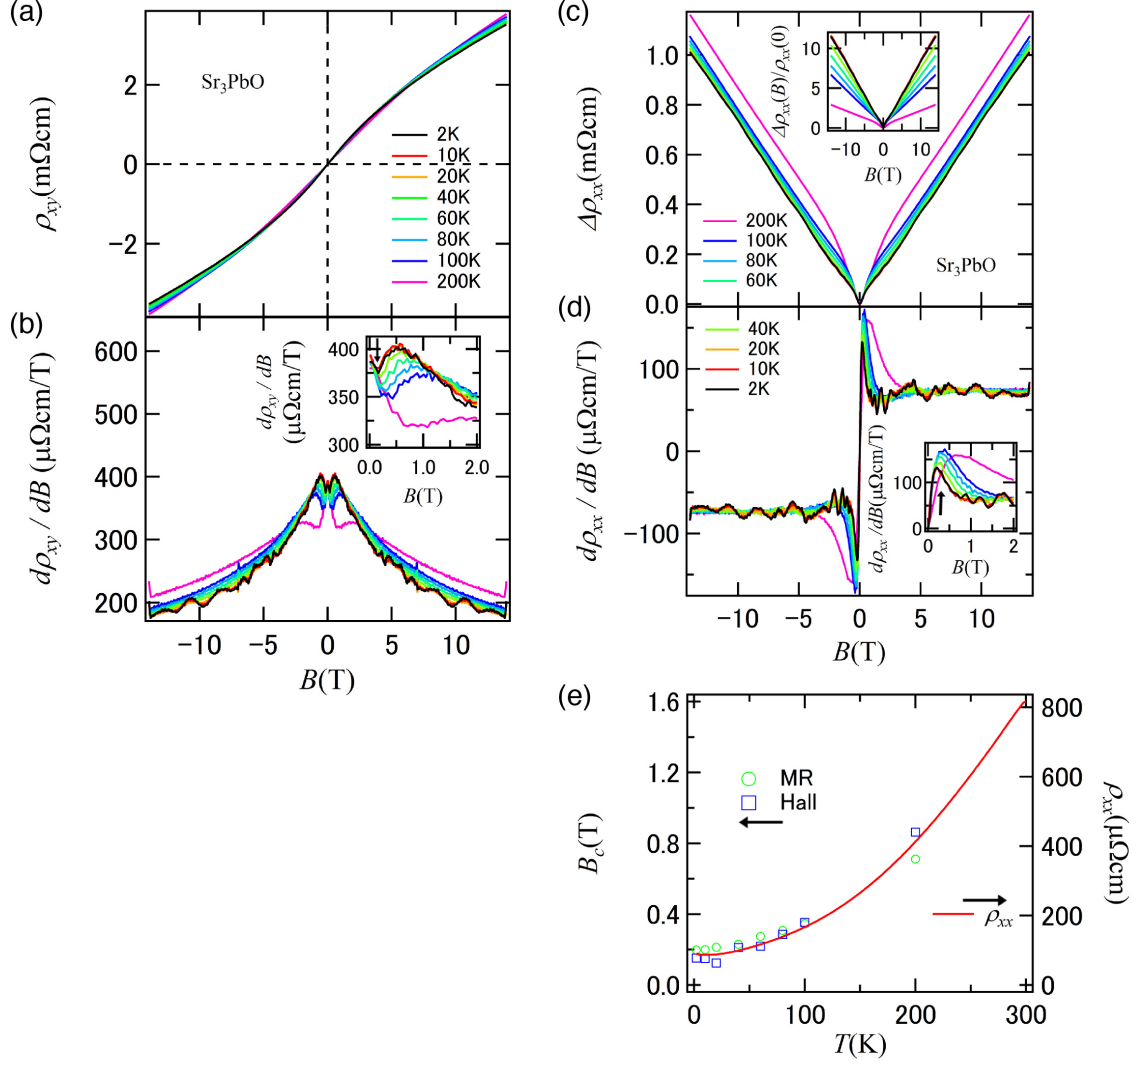 (a)
ρxy(mΩcm)
2
0
−2
Sr3PbO
2K
10K
20K
40K
60K
80K
100K
200K
(b)
dρxy / dB (μΩcm/T)
600
500
400
300
200
−10 −5 0 5 10
B(T)
dρxy / dB
(μΩcm/T)
400
350
300
0.0 1.0 2.0
B(T)
(c)
Δρxx(mΩcm)
1.0
0.8
0.6
0.4
0.2
0.0
Δρxx(B)/ρxx(0)
10
5
0
−10 0 10
B(T)
200K
100K
80K
60K
Sr3PbO
(d)
dρxx / dB (μΩcm/T)
100
0
−100
40K
20K
10K
2K
dρxx /dB(μΩcm/T)
100
0
0 1 2
B(T)
−10 −5 0 5 10
B(T)
(e)
Bc(T)
1.6
1.2
0.8
0.4
0.0
MR
Hall
ρxx
ρxx(μΩcm)
800
600
400
200
0
0 100 200 300
T(K)